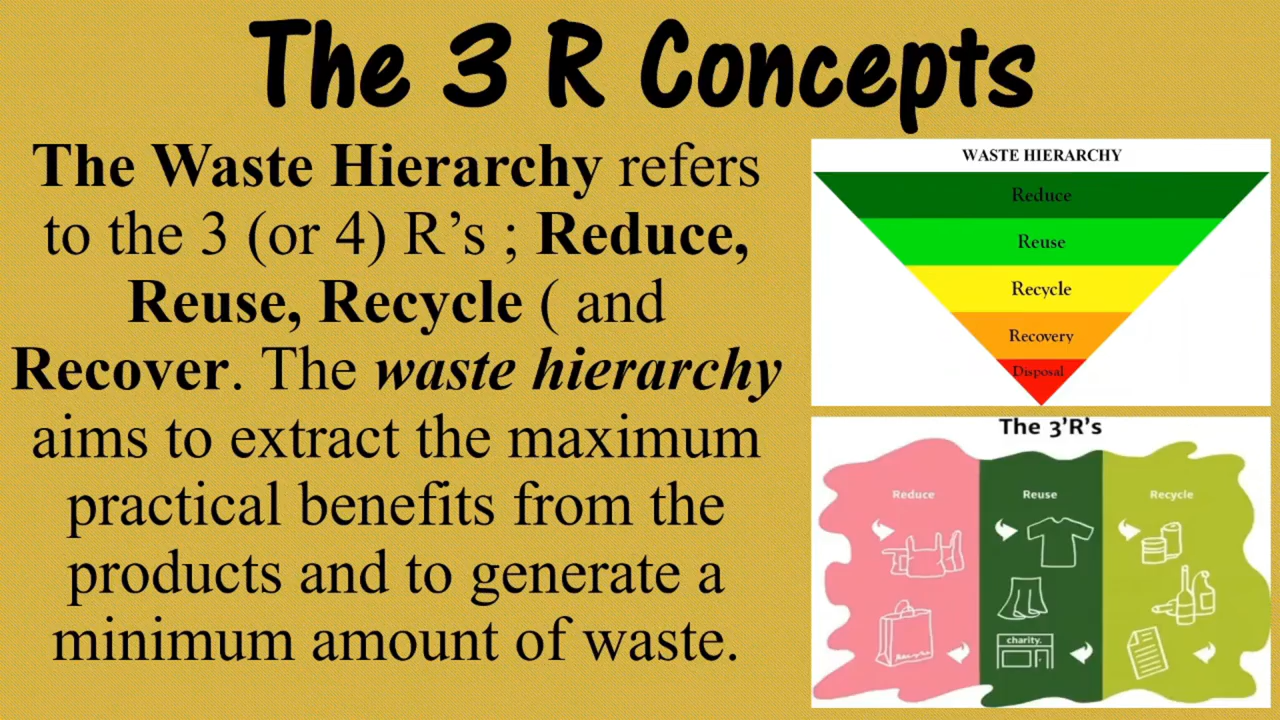 The 3 R Concepts
The Waste Hierarchy refers
to the 3 (or 4) R’s ; Reduce,
Reuse, Recycle ( and
Recover. The waste hierarchy
aims to extract the maximum
practical benefits from the
products and to generate a
minimum amount of waste.
WASTE HIERARCHY
Reduce
Reuse
Recycle
Recovery
Disposal
The 3’R’s
Reduce
Reuse
Recycle
charity.